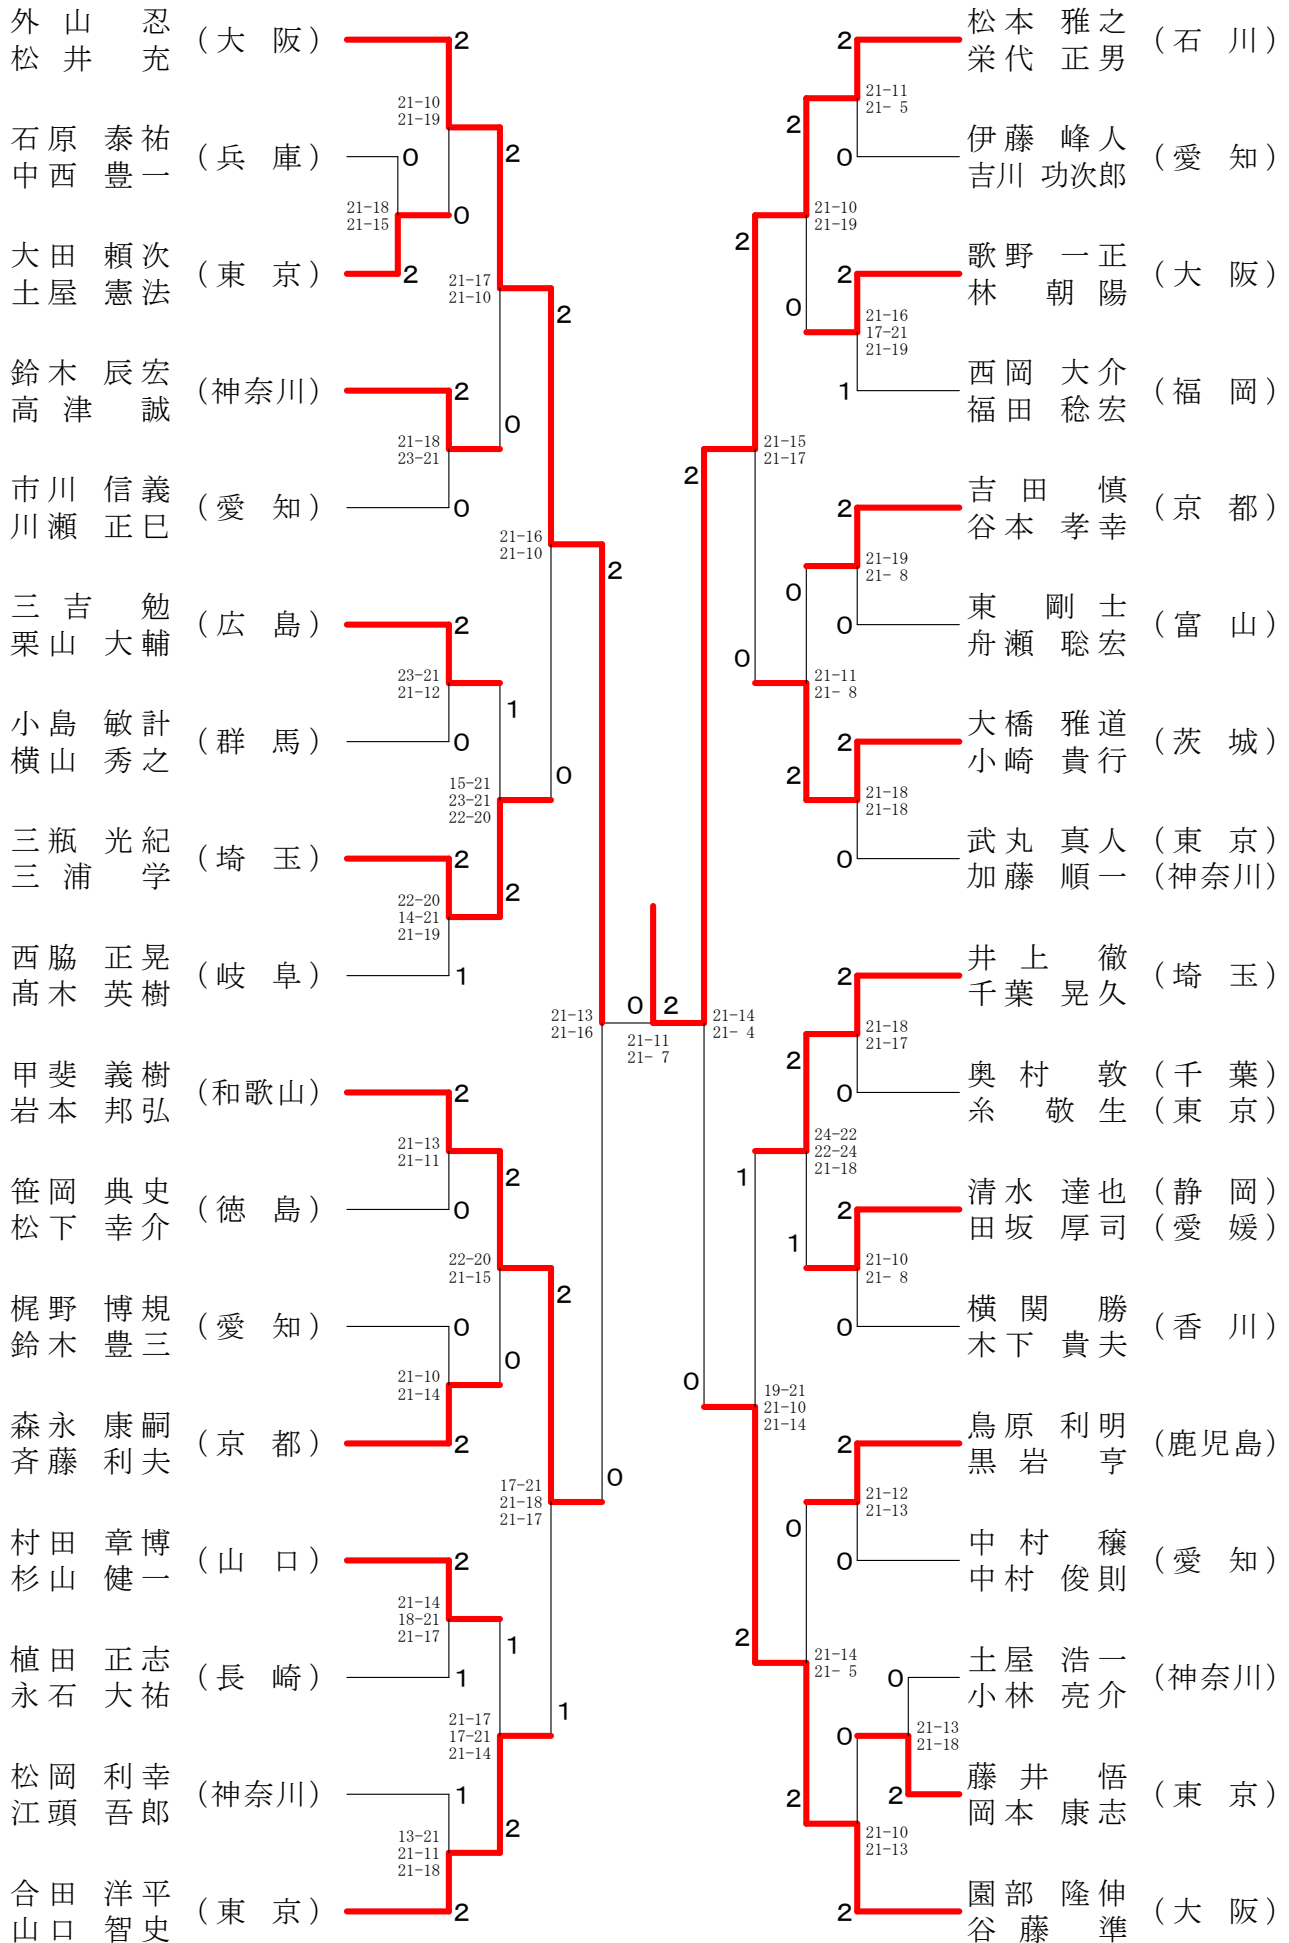 外山 忍
松井 充
(大 阪)
2
21-10
21-19
石原 泰祐
中西 豊一
(兵 庫)
0
2
21-18
21-15
0
大田 頼次
土屋 憲法
(東 京)
2
21-17
21-10
2
鈴木 辰宏
高津 誠
(神奈川)
2
0
21-18
23-21
市川 信義
川瀬 正巳
(愛 知)
0
21-16
21-10
2
三吉 勉
栗山 大輔
(広 島)
2
23-21
21-12
1
小島 敏計
横山 秀之
(群 馬)
0
0
15-21
23-21
22-20
三瓶 光紀
三浦 学
(埼 玉)
2
2
22-20
14-21
21-19
西脇 正晃
髙木 英樹
(岐 阜)
1
21-13
21-16
0
2
21-11
21- 7
甲斐 義樹
岩本 邦弘
(和歌山)
2
21-13
21-11
2
笹岡 典史
松下 幸介
(徳 島)
0
22-20
21-15
2
梶野 博規
鈴木 豊三
(愛 知)
0
0
21-10
21-14
森永 康嗣
斉藤 利夫
(京 都)
2
17-21
21-18
21-17
0
村田 章博
杉山 健一
(山 口)
2
21-14
18-21
21-17
1
植田 正志
永石 大祐
(長 崎)
1
1
21-17
17-21
21-14
松岡 利幸
江頭 吾郎
(神奈川)
1
2
13-21
21-11
21-18
合田 洋平
山口 智史
(東 京)
2
2
松本 雅之
栄代 正男
(石 川)
21-11
21- 5
2
0
伊藤 峰人
吉川 功次郎
(愛 知)
21-10
21-19
2
2
歌野 一正
林 朝陽
(大 阪)
0
21-16
17-21
21-19
1
西岡 大介
福田 稔宏
(福 岡)
21-15
21-17
2
2
吉田 慎
谷本 孝幸
(京 都)
21-19
21- 8
0
0
東 剛士
舟瀬 聡宏
(富 山)
0
21-11
21- 8
2
大橋 雅道
小崎 貴行
(茨 城)
2
21-18
21-18
0
武丸 真人
加藤 順一
(東 京)
(神奈川)
2
井上 徹
千葉 晃久
(埼 玉)
21-14
21- 4
21-18
21-17
2
0
奥村 敦
糸 敬生
(千 葉)
(東 京)
24-22
22-24
21-18
1
2
清水 達也
田坂 厚司
(静 岡)
(愛 媛)
1
21-10
21- 8
0
横関 勝
木下 貴夫
(香 川)
0
19-21
21-10
21-14
2
鳥原 利明
黒岩 亨
(鹿児島)
21-12
21-13
0
0
中村 穣
中村 俊則
(愛 知)
2
21-14
21- 5
0
土屋 浩一
小林 亮介
(神奈川)
0
21-13
21-18
2
2
藤井 悟
岡本 康志
(東 京)
21-10
21-13
2
園部 隆伸
谷藤 準
(大 阪)